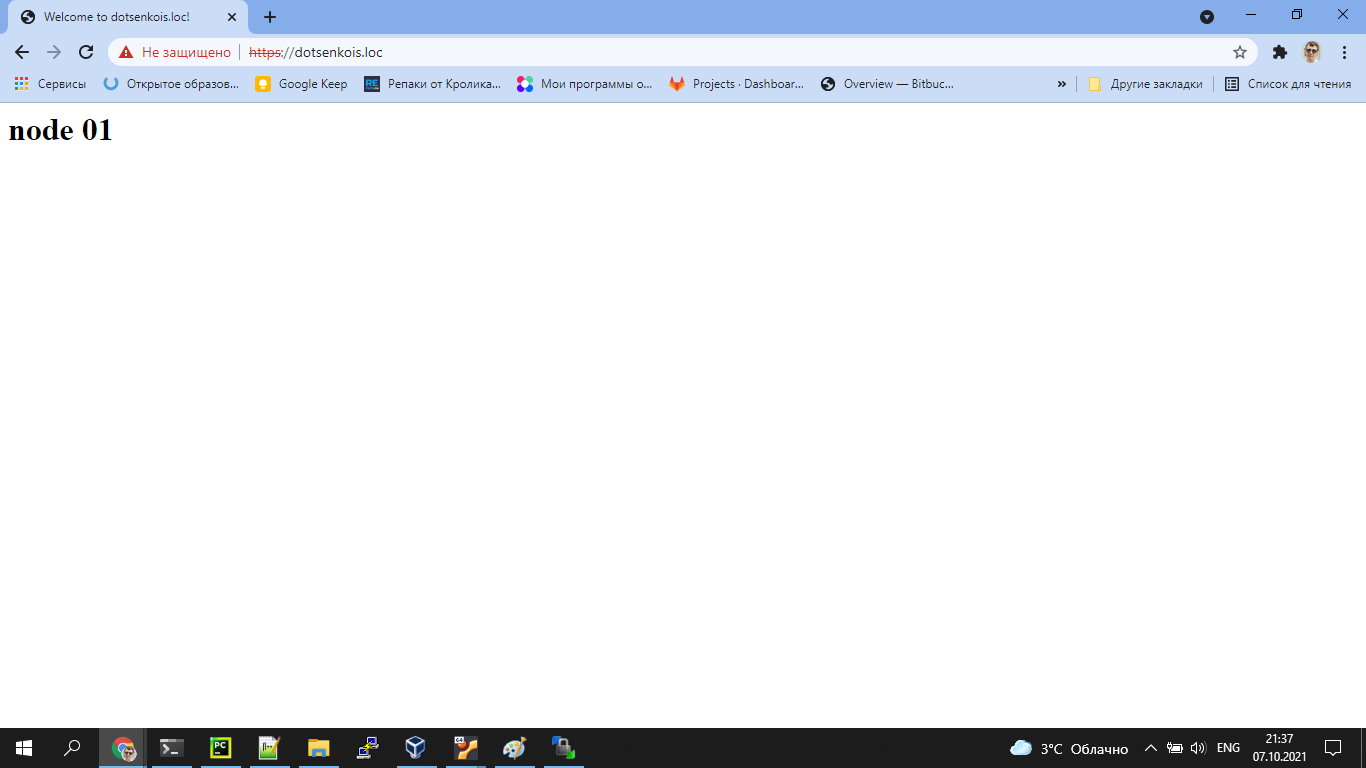 Welcome to dotsenkois.loc!
Не защищено https://dotsenkois.loc
Сервисы Открытое образов... Google Keep Репаки от Кролика... Мои программы о... Projects · Dashboar... Overview — Bitbuc... » Другие закладки Список для чтения
node 01
3°C Облачно ENG 21:37
07.10.2021